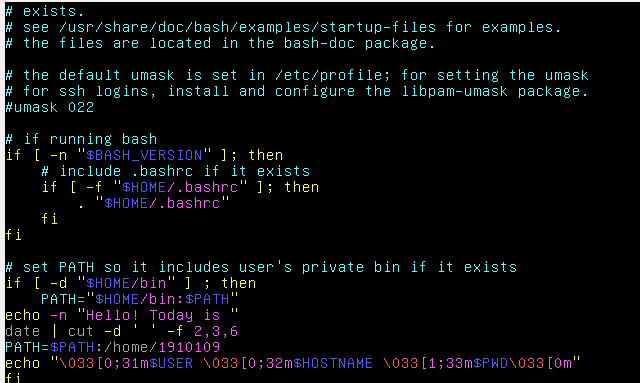 # exists.
# see /usr/share/doc/bash/examples/startup-files for examples.
# the files are located in the bash-doc package.
# the default umask is set in /etc/profile; for setting the umask
# for ssh logins, install and configure the libpam-umask package.
#umask 022
# if running bash
if [ -n "$BASH_VERSION" ]; then
    # include .bashrc if it exists
    if [ -f "$HOME/.bashrc" ]; then
        . "$HOME/.bashrc"
    fi
fi
# set PATH so it includes user's private bin if it exists
if [ -d "$HOME/bin" ] ; then
    PATH="$HOME/bin:$PATH"
echo -n "Hello! Today is "
date | cut -d ' ' -f 2,3,6
PATH=$PATH:/home/1910109
echo "\033[0;31m$USER \033[0;32m$HOSTNAME \033[1;33m$PWD\033[0m"
fi